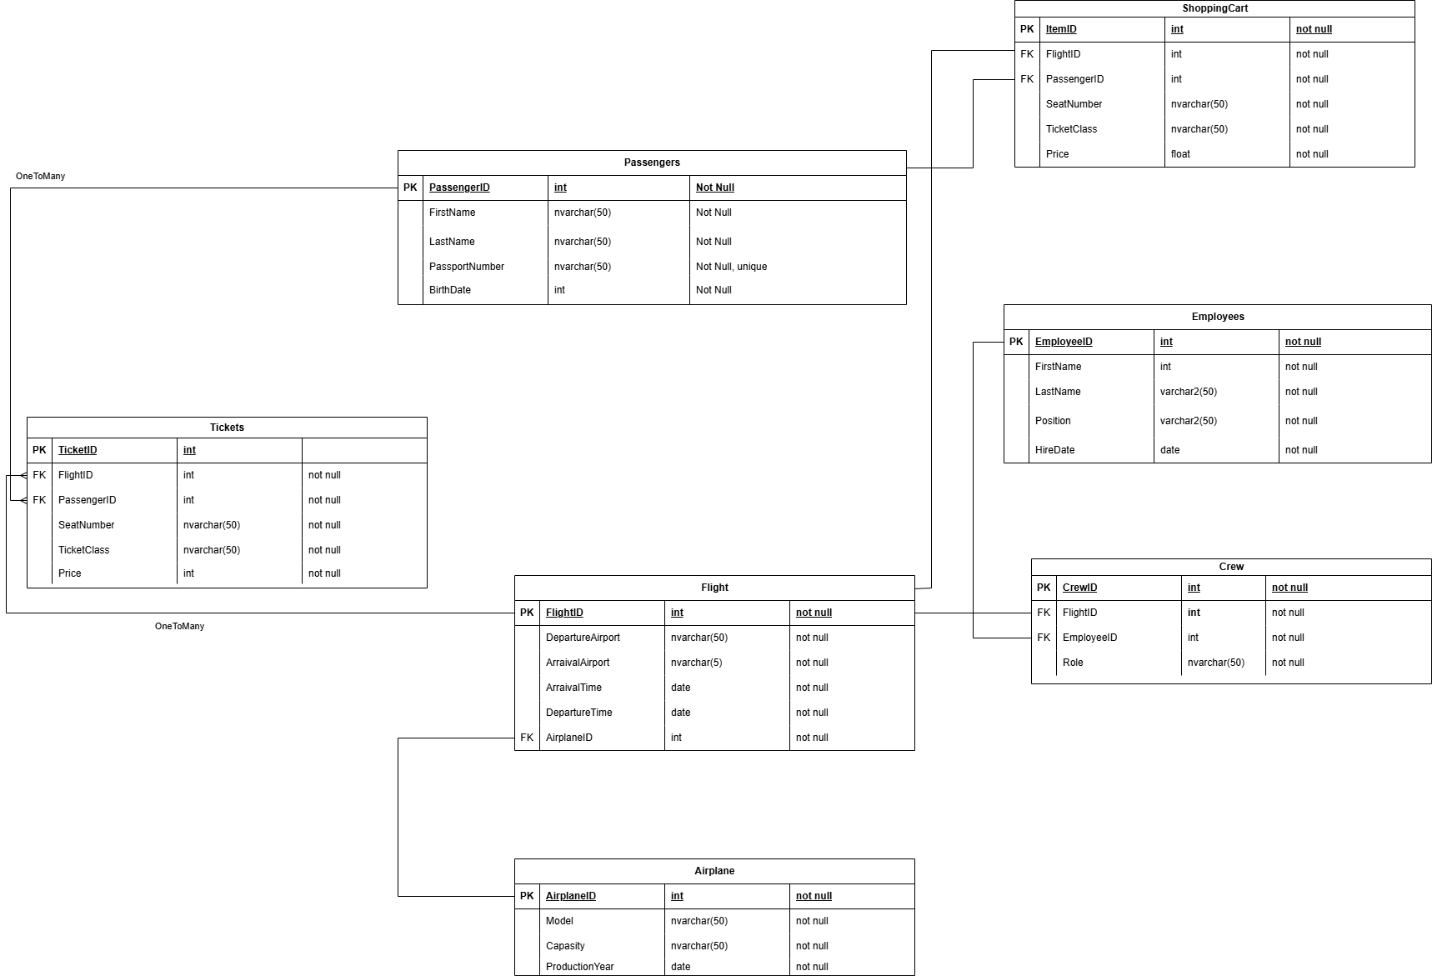 ShoppingCart
PK ItemID int not null
FK FlightID int not null
FK PassengerID int not null
SeatNumber nvarchar(50) not null
TicketClass nvarchar(50) not null
Price float not null
Passengers
OneToMany
PK PassengerID int Not Null
FirstName nvarchar(50) Not Null
LastName nvarchar(50) Not Null
PassportNumber nvarchar(50) Not Null, unique
BirthDate int Not Null
Employees
PK EmployeeID int not null
FirstName int not null
LastName varchar2(50) not null
Position varchar2(50) not null
HireDate date not null
Tickets
PK TicketID int
FK FlightID int not null
FK PassengerID int not null
SeatNumber nvarchar(50) not null
TicketClass nvarchar(50) not null
Price int not null
Crew
PK CrewID int not null
FK FlightID int not null
FK EmployeeID int not null
Role nvarchar(50) not null
Flight
PK FlightID int not null
OneToMany
DepartureAirport nvarchar(50) not null
ArraivalAirport nvarchar(5) not null
ArraivalTime date not null
DepartureTime date not null
FK AirplaneID int not null
Airplane
PK AirplaneID int not null
Model nvarchar(50) not null
Capasity nvarchar(50) not null
ProductionYear date not null